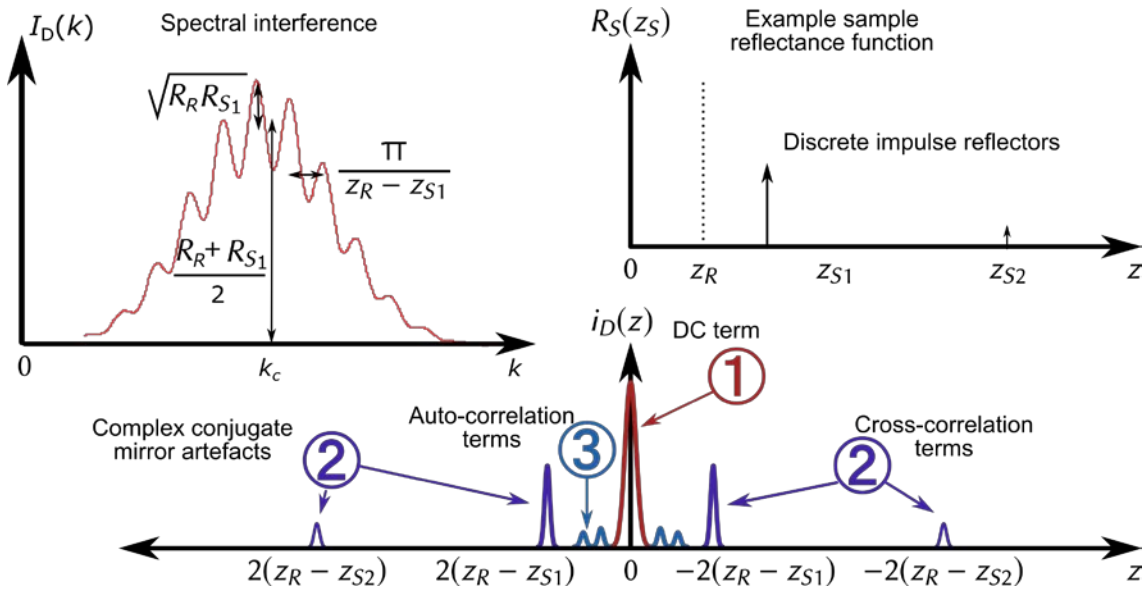 I_D(k)
Spectral interference
√(R_R R_S1)
π
z_R − z_S1
R_R + R_S1
2
0
k_c
k
R_S(z_S)
Example sample
reflectance function
Discrete impulse reflectors
0
z_R
z_S1
z_S2
z
i_D(z)
DC term
1
Complex conjugate
mirror artefacts
2
Auto-correlation
terms
3
Cross-correlation
terms
2
2(z_R − z_S2)
2(z_R − z_S1)
0
−2(z_R − z_S1)
−2(z_R − z_S2)
z